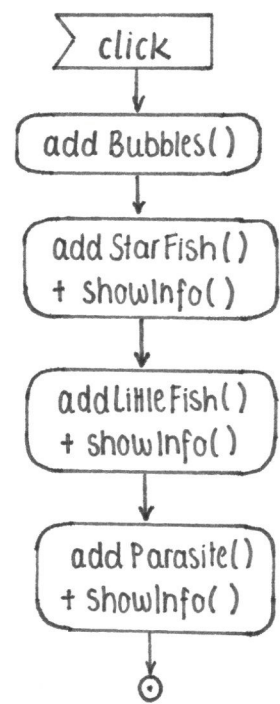 click
add Bubbles()
add StarFish()
+ showInfo()
addLittleFish()
+ showInfo()
add Parasite()
+ showInfo()